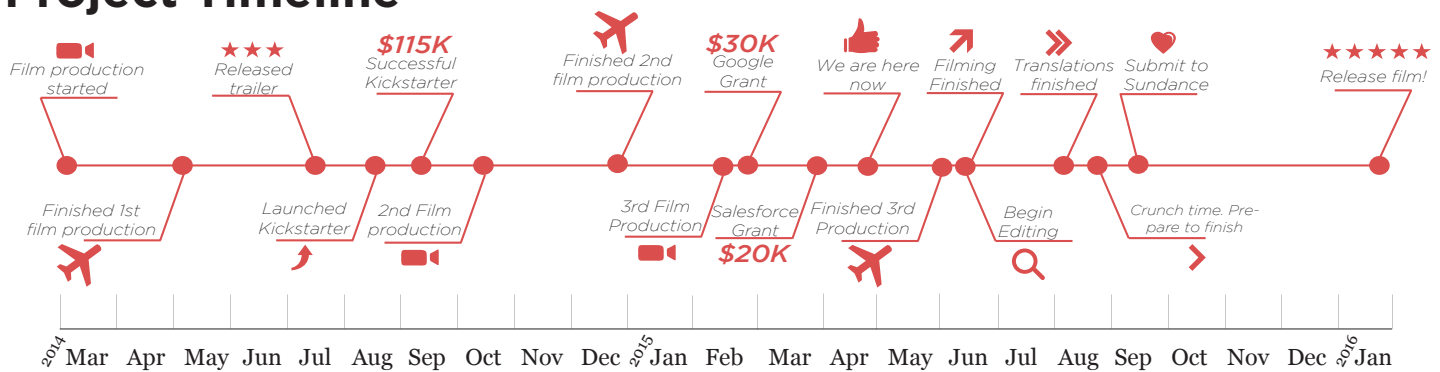 Project Timeline
Film production
started
Released
trailer
$115K
Successful
Kickstarter
Finished 2nd
film production
$30K
Google
Grant
We are here
now
Filming
Finished
Translations
finished
Submit to
Sundance
Release film!
Finished 1st
film production
Launched
Kickstarter
2nd Film
production
3rd Film
Production
Salesforce
Grant
$20K
Finished 3rd
Production
Begin
Editing
Crunch time. Pre-
pare to finish
2014 Mar Apr May Jun Jul Aug Sep Oct Nov Dec 2015 Jan Feb Mar Apr May Jun Jul Aug Sep Oct Nov Dec 2016 Jan